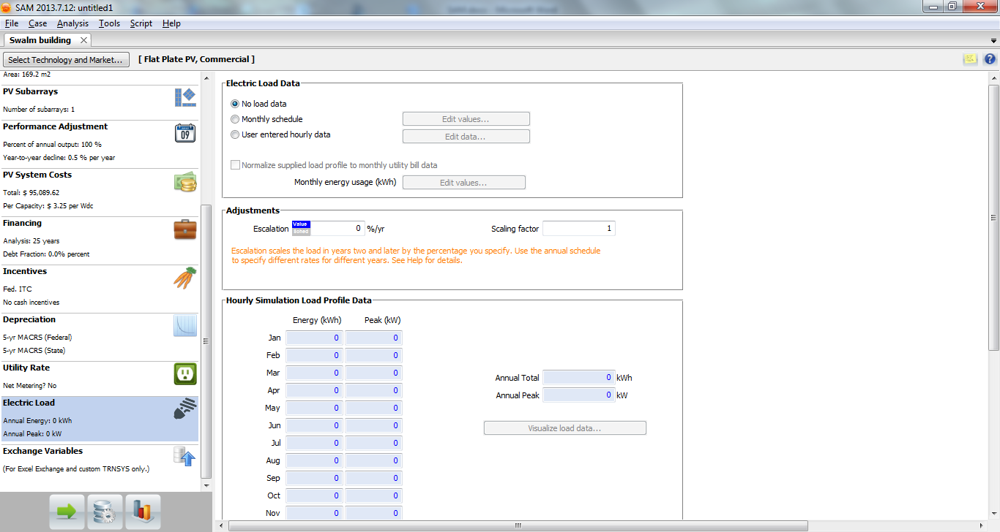 SAM 2013.7.12: untitled1
File Case Analysis Tools Script Help
Swalm building
Select Technology and Market... [ Flat Plate PV, Commercial ]
Area: 169.2 m2
PV Subarrays
Number of subarrays: 1
Performance Adjustment
09
Percent of annual output: 100 %
Year-to-year decline: 0.5 % per year
PV System Costs
Total: $ 95,089.62
Per Capacity: $ 3.25 per Wdc
Financing
Analysis: 25 years
Debt Fraction: 0.0% percent
Incentives
Fed. ITC
No cash incentives
Depreciation
5-yr MACRS (Federal)
5-yr MACRS (State)
Utility Rate
Net Metering? No
Electric Load
Annual Energy: 0 kWh
Annual Peak: 0 kW
Exchange Variables
(For Excel Exchange and custom TRNSYS only.)
Electric Load Data
No load data
Monthly schedule Edit values...
User entered hourly data Edit data...
Normalize supplied load profile to monthly utility bill data
Monthly energy usage (kWh) Edit values...
Adjustments
Escalation Value Sched 0 %/yr Scaling factor 1
Escalation scales the load in years two and later by the percentage you specify. Use the annual schedule
to specify different rates for different years. See Help for details.
Hourly Simulation Load Profile Data
Energy (kWh) Peak (kW)
Jan 0 0
Feb 0 0
Mar 0 0
Apr 0 0
May 0 0
Jun 0 0
Jul 0 0
Aug 0 0
Sep 0 0
Oct 0 0
Nov 0 0
Annual Total 0 kWh
Annual Peak 0 kW
Visualize load data...